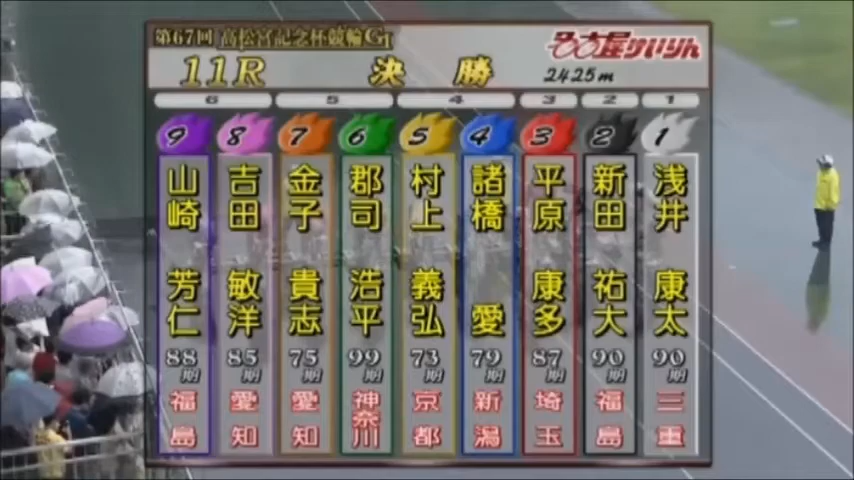 第67回 高松宮記念杯競輪GI
名古屋けいりん
11R 決勝 2425m
6 5 4 3 2 1
9 8 7 6 5 4 3 2 1
山崎 芳仁 88期 福島
吉田 敏洋 85期 愛知
金子 貴志 75期 愛知
郡司 浩平 99期 神奈川
村上 義弘 73期 京都
諸橋 愛 79期 新潟
平原 康多 87期 埼玉
新田 祐大 90期 福島
浅井 康太 90期 三重